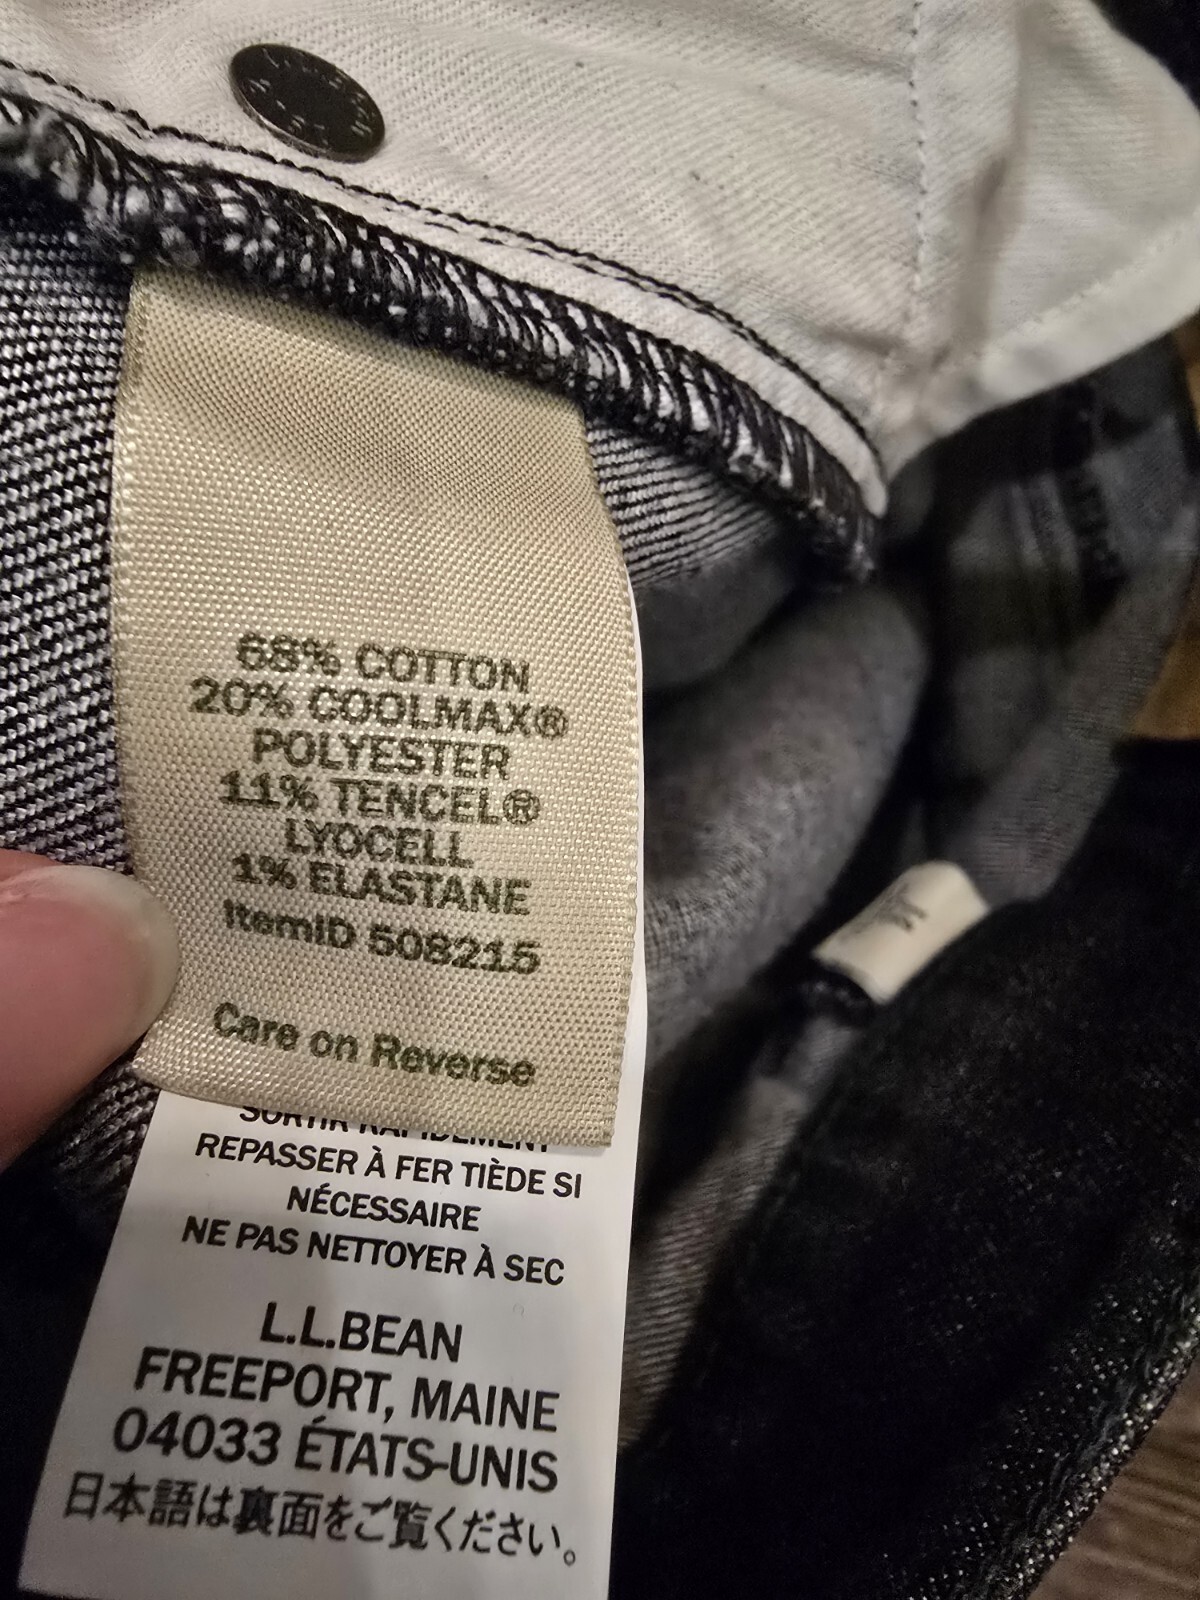 68% COTTON
20% COOLMAX®
POLYESTER
11% TENCEL®
LYOCELL
1% ELASTANE
ItemID 508215
Care on Reverse
SORTIR RAPIDEMENT
REPASSER À FER TIÈDE SI
NÉCESSAIRE
NE PAS NETTOYER À SEC
L.L.BEAN
FREEPORT, MAINE
04033 ÉTATS-UNIS
日本語は裏面をご覧ください。